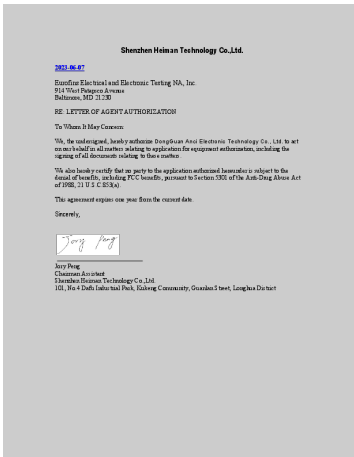 Shenzhen Heiman Technology Co.,Ltd.
2023-06-07
Eurofins Electrical and Electronic Testing NA, Inc.
914 West Patapsco Avenue
Baltimore, MD 21230
RE: LETTER OF AGENT AUTHORIZATION
To Whom It May Concern:
We, the undersigned, hereby authorize DongGuan Anci Electronic Technology Co., Ltd. to act
on our behalf in all matters relating to application for equipment authorization, including the
signing of all documents relating to these matters.
We also hereby certify that no party to the application authorized hereunder is subject to the
denial of benefits, including FCC benefits, pursuant to Section 5301 of the Anti-Drug Abuse Act
of 1988, 21 U.S.C.853(a).
This agreement expires one year from the current date.
Sincerely,
Jory Peng
Jory Peng
Chairman Assistant
Shenzhen Heiman Technology Co.,Ltd.
101, No.4 Dafu Industrial Park, Kukeng Community, Guanlan Street, Longhua District